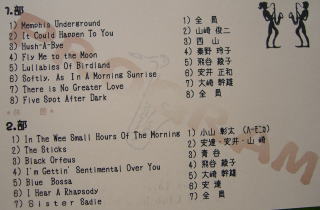 1.部
1) Memphis Underground 1) 全 員
2) It Could Happen To You 2) 山崎 俊二
3) Hush-A-Bye 3) 西 山
4) Fly Me to the Moon 4) 秦野 玲子
5) Lullabies Of Birdland 5) 飛谷 綾子
6) Softly, As In A Morning Sunrise 6) 安井 正和
7) There is No Greater Love 7) 大崎 幹雄
8) Five Spot After Dark 8) 全 員
2.部
1) In The Wee Small Hours Of The Morning 1) 小山 彰太 (ハーモニカ)
2) The Sticks 2) 安達・安井・山崎
3) Black Orfeus 3) 青 谷
4) I'm Gettin' Sentimental Over You 4) 飛谷 綾子
5) Blue Bossa 5) 大崎 幹雄
6) I Hear A Rhapsody 6) 安 達
7) Sister Sadie 7) 全 員